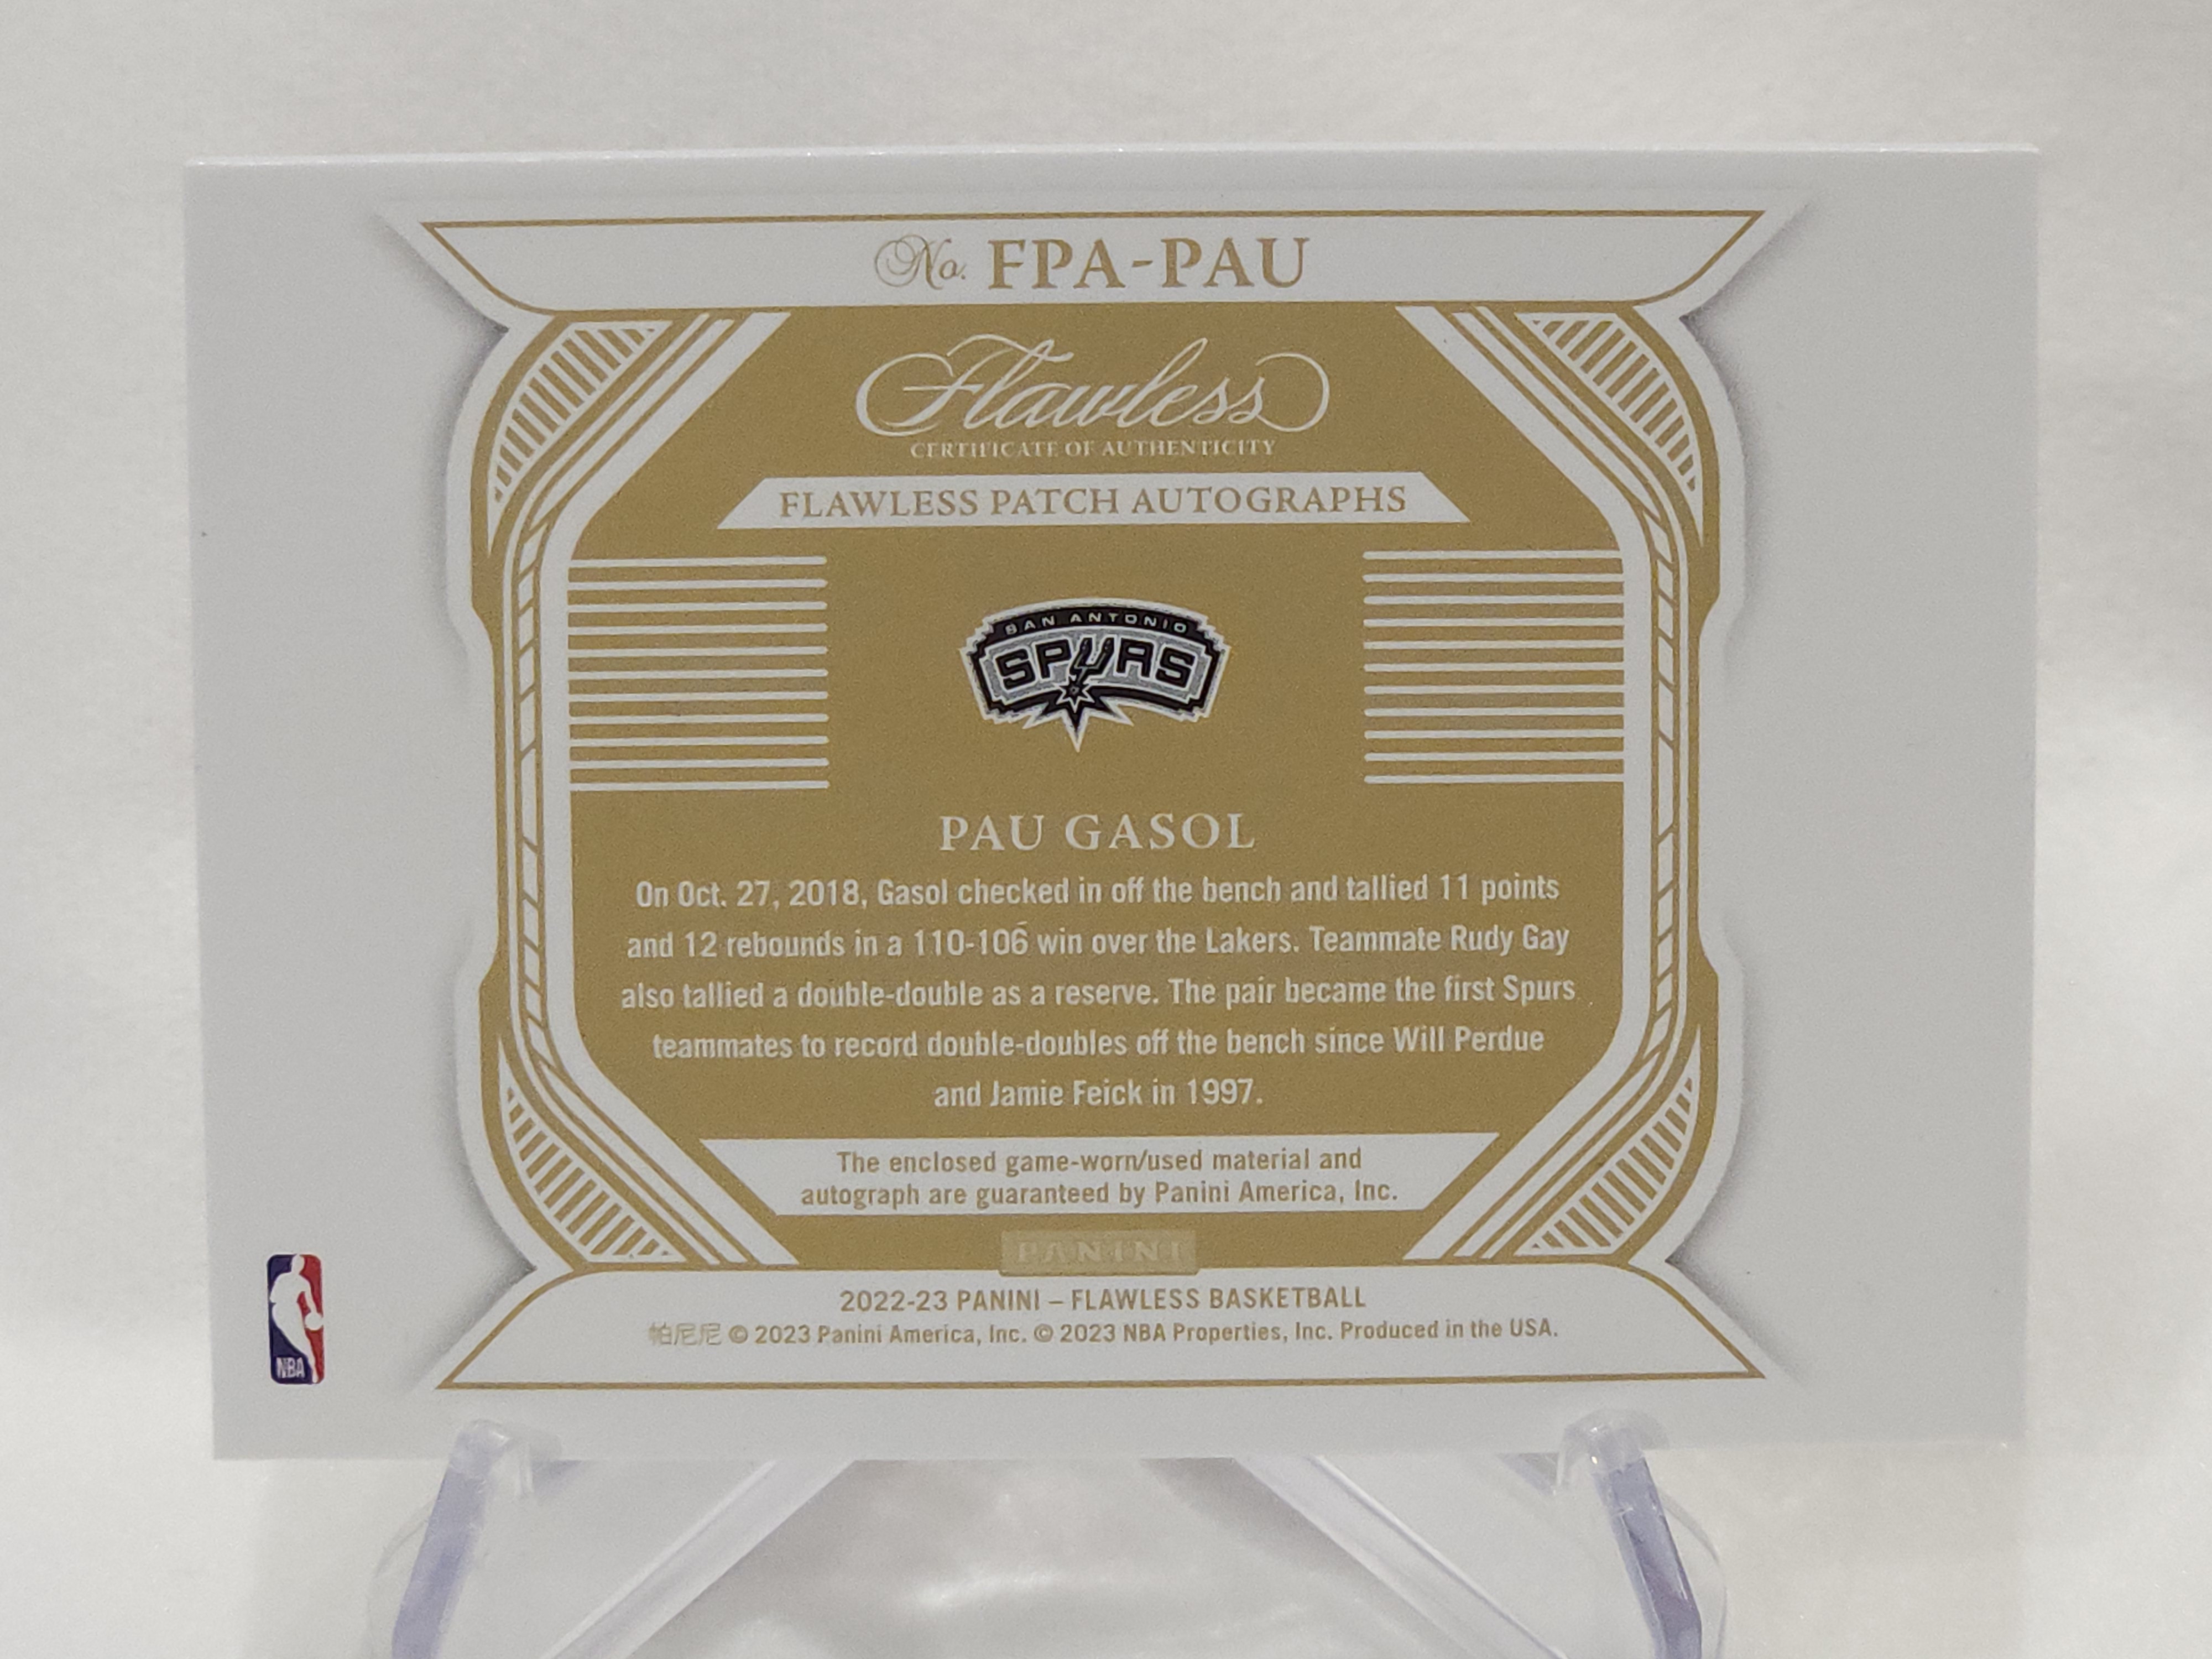 No. FPA-PAU
Flawless
CERTIFICATE OF AUTHENTICITY
FLAWLESS PATCH AUTOGRAPHS
SAN ANTONIO
SPURS
PAU GASOL
On Oct. 27, 2018, Gasol checked in off the bench and tallied 11 points
and 12 rebounds in a 110-106 win over the Lakers. Teammate Rudy Gay
also tallied a double-double as a reserve. The pair became the first Spurs
teammates to record double-doubles off the bench since Will Perdue
and Jamie Feick in 1997.
The enclosed game-worn/used material and
autograph are guaranteed by Panini America, Inc.
PANINI
2022-23 PANINI – FLAWLESS BASKETBALL
帕尼尼 © 2023 Panini America, Inc. © 2023 NBA Properties, Inc. Produced in the USA.
NBA